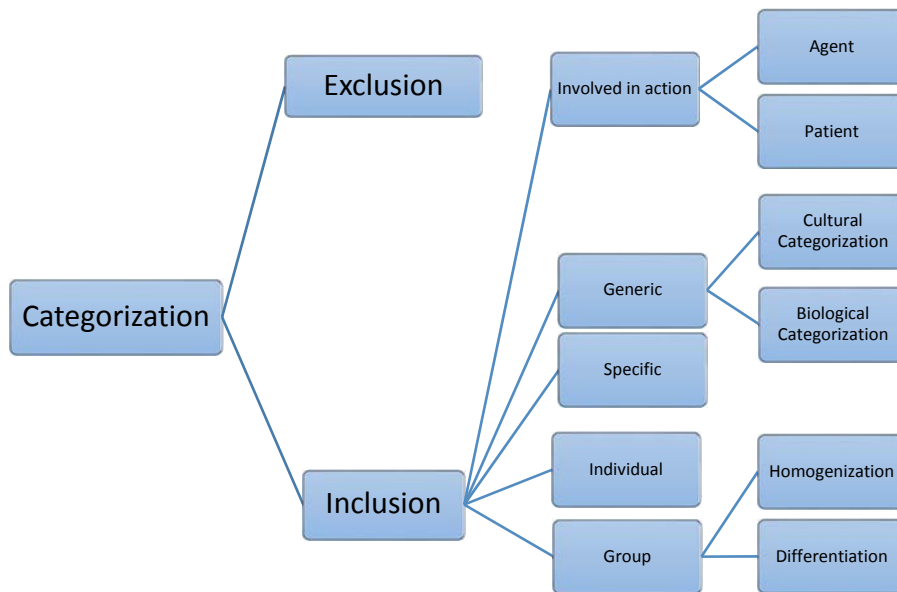 Categorization
Exclusion
Inclusion
Involved in action
Generic
Specific
Individual
Group
Agent
Patient
Cultural
Categorization
Biological
Categorization
Homogenization
Differentiation